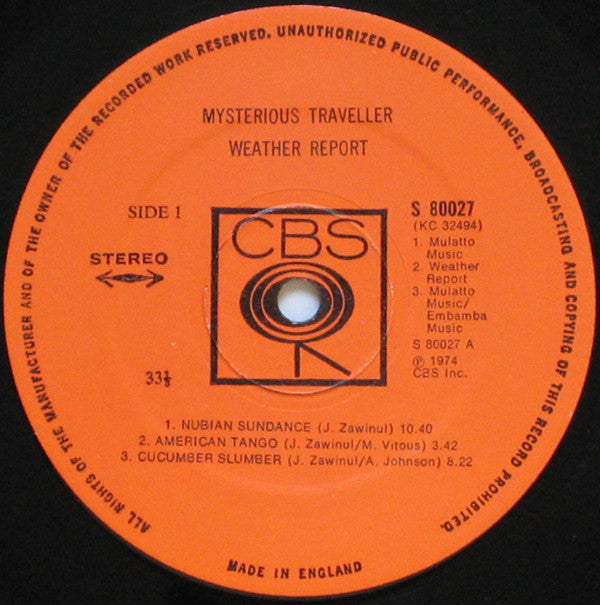 ALL RIGHTS OF THE MANUFACTURER AND OF THE OWNER OF THE RECORDED WORK RESERVED. UNAUTHORIZED PUBLIC PERFORMANCE, BROADCASTING AND COPYING OF THIS RECORD PROHIBITED.
MYSTERIOUS TRAVELLER
WEATHER REPORT
SIDE 1
STEREO
33⅓
CBS
S 80027
(KC 32494)
1. Mulatto
Music
2. Weather
Report
3. Mulatto
Music/
Embamba
Music
S 80027 A
℗ 1974
CBS Inc.
1. NUBIAN SUNDANCE (J. Zawinul) 10.40
2. AMERICAN TANGO (J. Zawinul/M. Vitous) 3.42
3. CUCUMBER SLUMBER (J. Zawinul/A. Johnson) 8.22
MADE IN ENGLAND